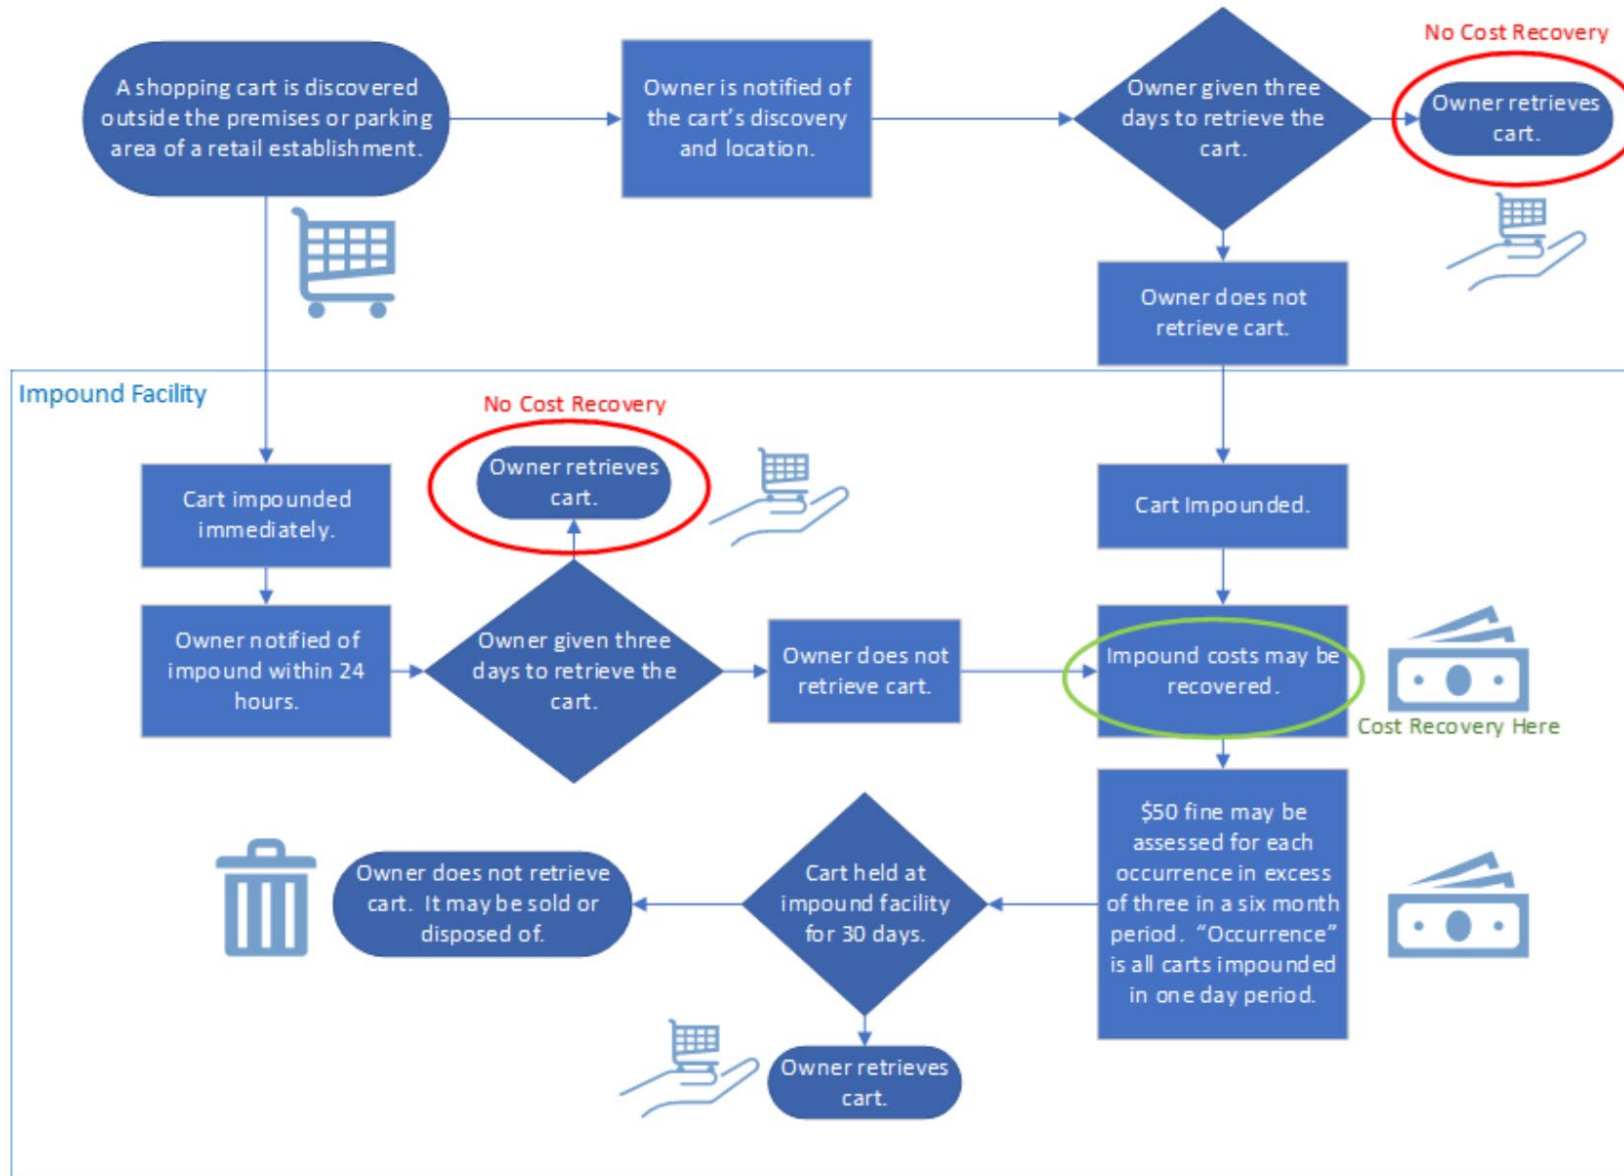 No Cost Recovery
A shopping cart is discovered
outside the premises or parking
area of a retail establishment.
Owner is notified of
the cart's discovery
and location.
Owner given three
days to retrieve the
cart.
Owner retrieves
cart.
Owner does not
retrieve cart.
Impound Facility
No Cost Recovery
Owner retrieves
cart.
Cart impounded
immediately.
Cart Impounded.
Owner notified of
impound within 24
hours.
Owner given three
days to retrieve the
cart.
Owner does not
retrieve cart.
Impound costs may be
recovered.
Cost Recovery Here
$50 fine may be
assessed for each
occurrence in excess
of three in a six month
period. "Occurrence"
is all carts impounded
in one day period.
Cart held at
impound facility
for 30 days.
Owner does not retrieve
cart. It may be sold or
disposed of.
Owner retrieves
cart.